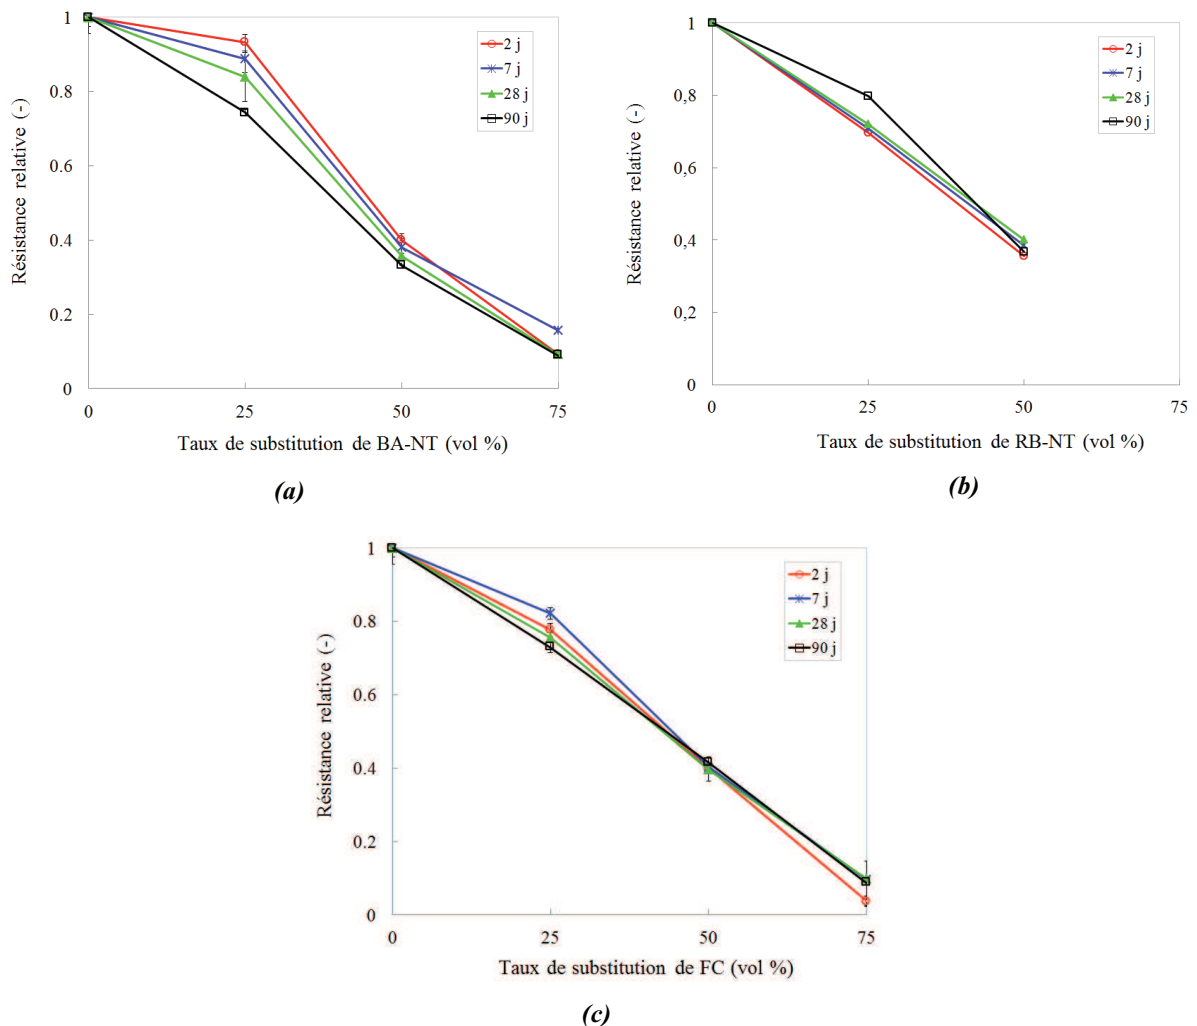 (a)
1
0.8
0.6
0.4
0.2
0
Résistance relative (-)
2 j
7 j
28 j
90 j
0
25
50
75
Taux de substitution de BA-NT (vol %)
(a)
1
0.8
0.6
0.4
0,2
0
Résistance relative (-)
2 j
7 j
28 j
90 j
0
25
50
75
Taux de substitution de RB-NT (vol %)
(b)
1
0.8
0.6
0.4
0.2
0
Résistance relative (-)
2 j
7 j
28 j
90 j
0
25
50
75
Taux de substitution de FC (vol %)
(c)